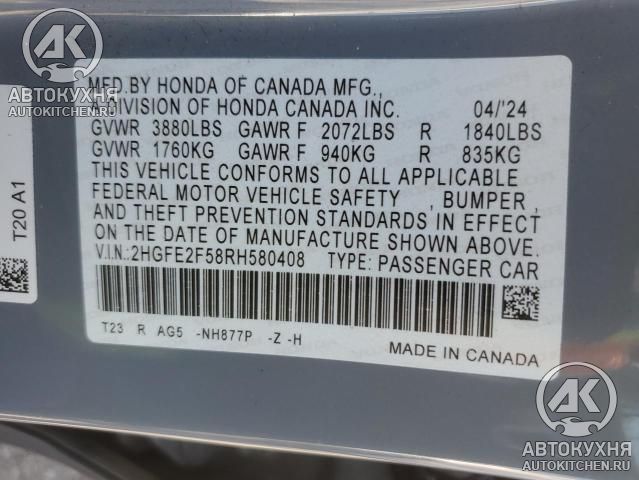 MFD.BY HONDA OF CANADA MFG.,
A DIVISION OF HONDA CANADA INC. 04/'24
GVWR 3880LBS GAWR F 2072LBS R 1840LBS
GVWR 1760KG GAWR F 940KG R 835KG
THIS VEHICLE CONFORMS TO ALL APPLICABLE
FEDERAL MOTOR VEHICLE SAFETY , BUMPER ,
AND THEFT PREVENTION STANDARDS IN EFFECT
ON THE DATE OF MANUFACTURE SHOWN ABOVE.
V.I.N.:2HGFE2F58RH580408 TYPE: PASSENGER CAR
T23 R AG5 -NH877P -Z -H
MADE IN CANADA
T20 A1
АК
АВТОКУХНЯ
AUTOKITCHEN.RU
АК
АВТОКУХНЯ
AUTOKITCHEN.RU